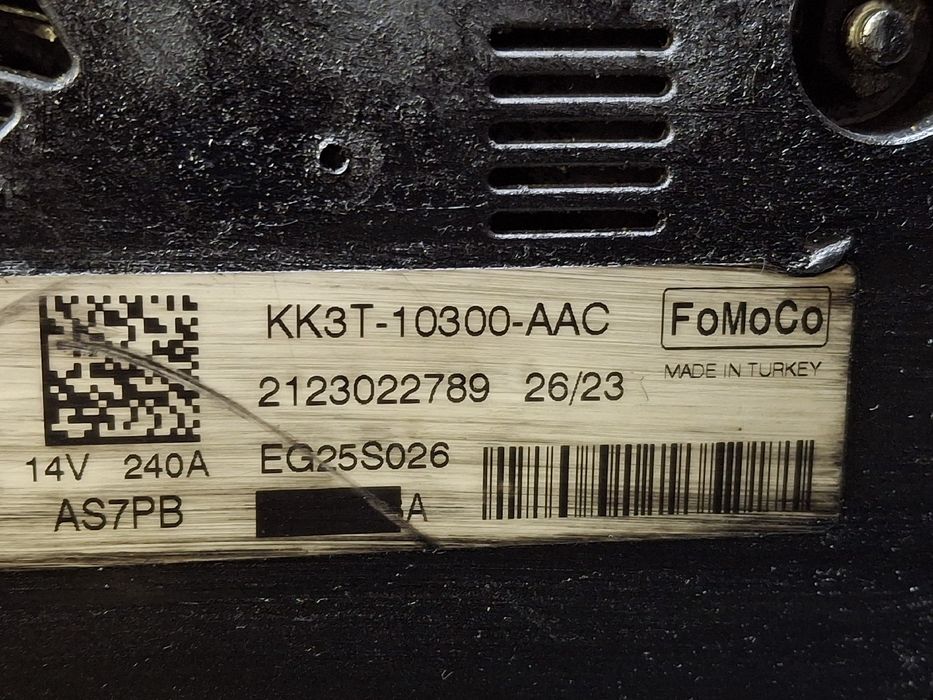 KK3T-10300-AAC
FoMoCo
MADE IN TURKEY
2123022789 26/23
14V 240A
EG25S026
AS7PB
A